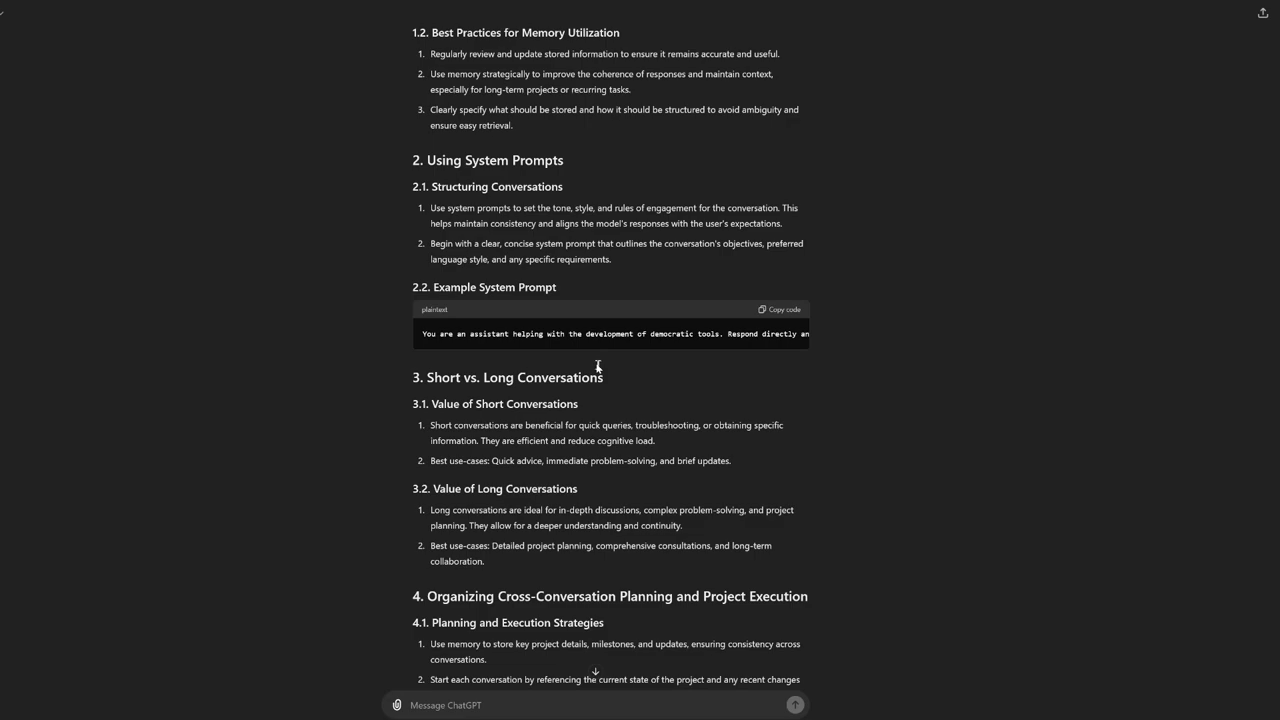 1.2. Best Practices for Memory Utilization
1. Regularly review and update stored information to ensure it remains accurate and useful.
2. Use memory strategically to improve the coherence of responses and maintain context,
especially for long-term projects or recurring tasks.
3. Clearly specify what should be stored and how it should be structured to avoid ambiguity and
ensure easy retrieval.
2. Using System Prompts
2.1. Structuring Conversations
1. Use system prompts to set the tone, style, and rules of engagement for the conversation. This
helps maintain consistency and aligns the model's responses with the user's expectations.
2. Begin with a clear, concise system prompt that outlines the conversation's objectives, preferred
language style, and any specific requirements.
2.2. Example System Prompt
plaintext Copy code
You are an assistant helping with the development of democratic tools. Respond directly an
3. Short vs. Long Conversations
3.1. Value of Short Conversations
1. Short conversations are beneficial for quick queries, troubleshooting, or obtaining specific
information. They are efficient and reduce cognitive load.
2. Best use-cases: Quick advice, immediate problem-solving, and brief updates.
3.2. Value of Long Conversations
1. Long conversations are ideal for in-depth discussions, complex problem-solving, and project
planning. They allow for a deeper understanding and continuity.
2. Best use-cases: Detailed project planning, comprehensive consultations, and long-term
collaboration.
4. Organizing Cross-Conversation Planning and Project Execution
4.1. Planning and Execution Strategies
1. Use memory to store key project details, milestones, and updates, ensuring consistency across
conversations.
2. Start each conversation by referencing the current state of the project and any recent changes
Message ChatGPT